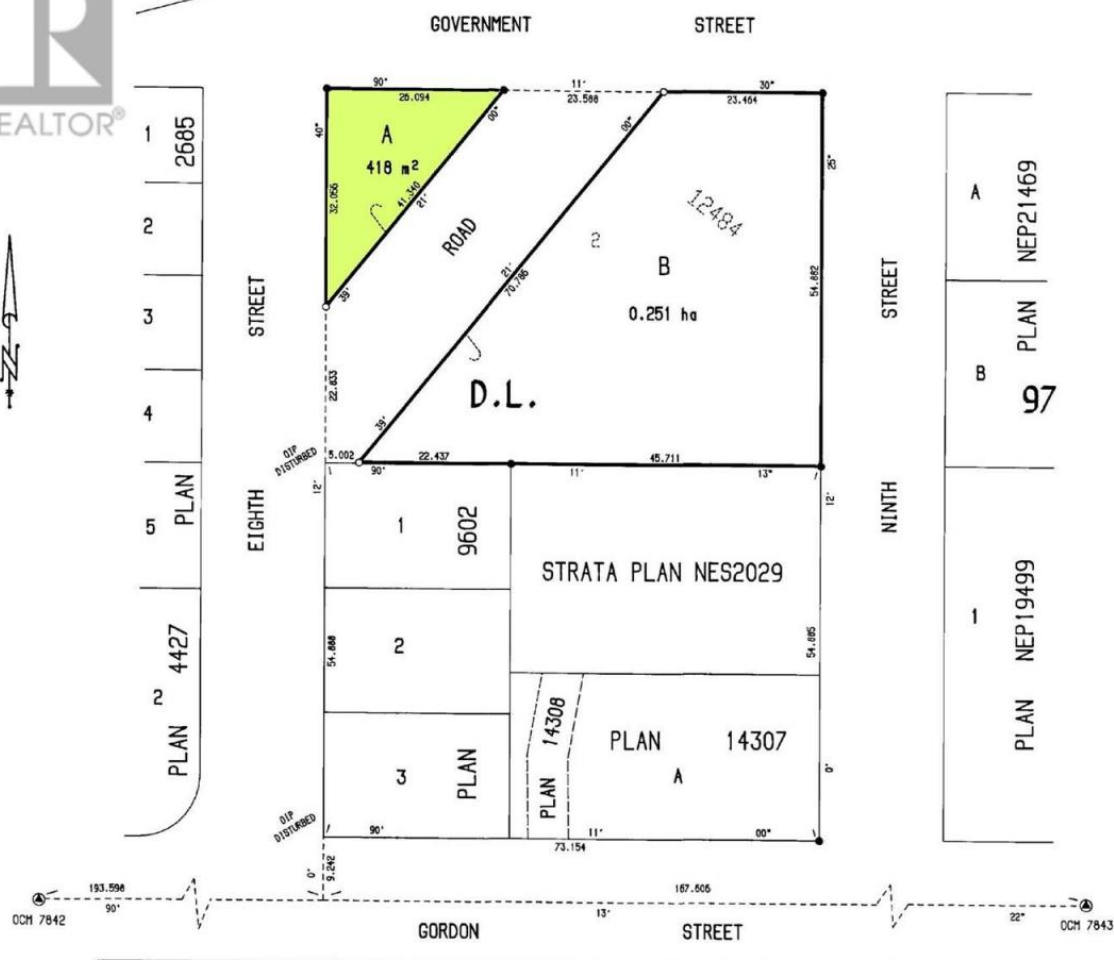 GOVERNMENT STREET
R
EALTOR®
90' 11' 30"
26.094 23.588 23.464
1
2685
40"
A
00"
00"
418 m²
25"
32.056
41.340
21'
12484
A
NEP21469
2
ROAD
2
B
21'
70.786
54.882
0.251 ha
39'
STREET
STREET
3
PLAN
N
B
22.833
D.L.
97
4
39'
OIP
DISTURBED
5.002 22.437 45.711
90' 11' 13"
12'
12'
PLAN
5
EIGHTH
NINTH
1
9602
STRATA PLAN NES2029
NEP19499
1
2
4427
54.888
54.885
2
14308
PLAN
PLAN 14307
PLAN
3
PLAN
PLAN
A
0'
OIP
DISTURBED
90' 11' 00"
73.154
0'
9.242
193.598 167.606
90' 13' 22"
OCM 7842
OCM 7843
GORDON STREET